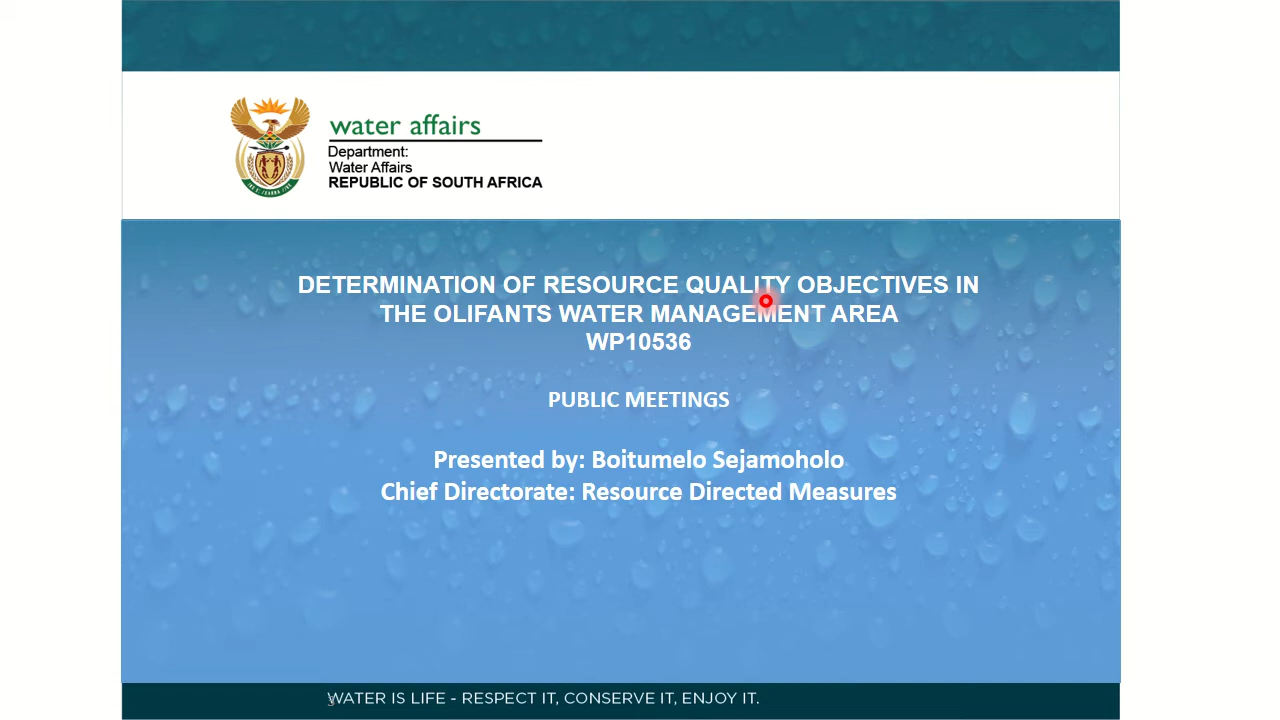 water affairs
Department:
Water Affairs
REPUBLIC OF SOUTH AFRICA
DETERMINATION OF RESOURCE QUALITY OBJECTIVES IN
THE OLIFANTS WATER MANAGEMENT AREA
WP10536
PUBLIC MEETINGS
Presented by: Boitumelo Sejamoholo
Chief Directorate: Resource Directed Measures
WATER IS LIFE - RESPECT IT, CONSERVE IT, ENJOY IT.